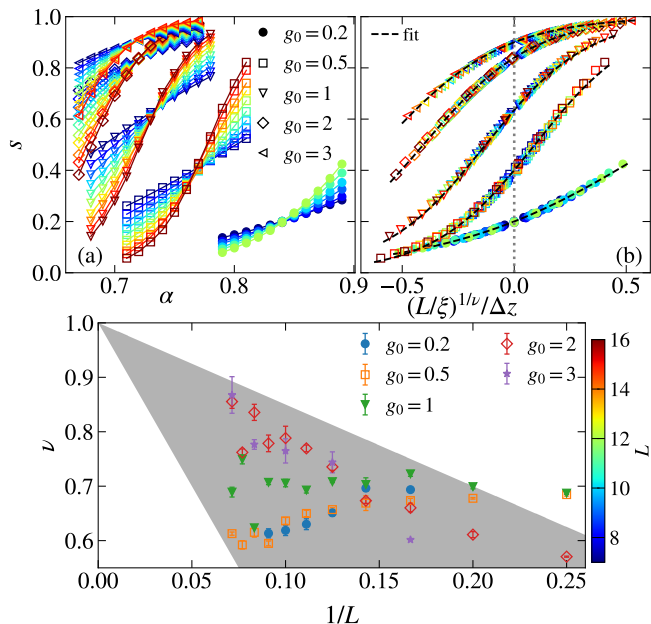 1.0
0.8
0.6
0.4
0.2
0.0
s
(a)
0.7
0.8
0.9
α
g₀ = 0.2
g₀ = 0.5
g₀ = 1
g₀ = 2
g₀ = 3
fit
(b)
−0.5
0.0
0.5
(L/ξ)^{1/ν}/Δz
1.0
0.9
0.8
0.7
0.6
ν
g₀ = 0.2
g₀ = 0.5
g₀ = 1
g₀ = 2
g₀ = 3
0.00
0.05
0.10
0.15
0.20
0.25
1/L
16
14
12
10
8
L